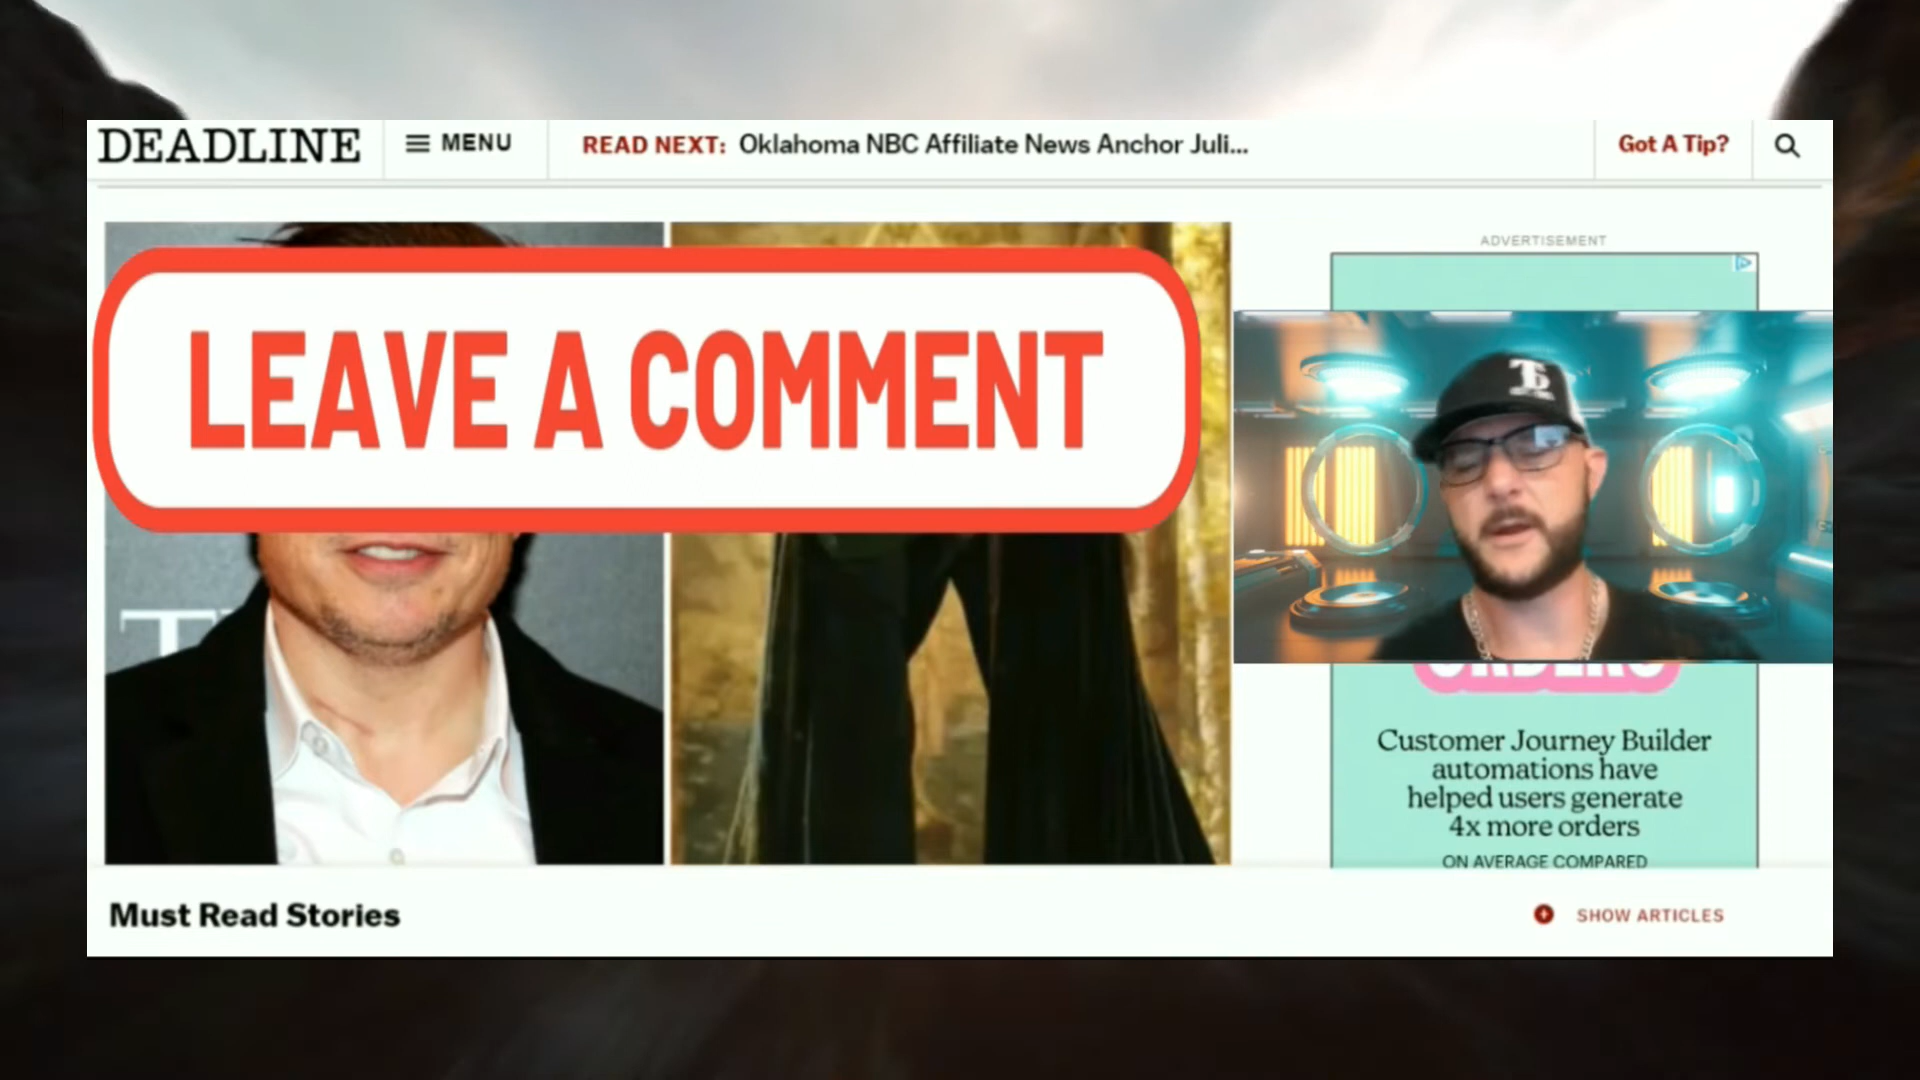 DEADLINE
MENU
READ NEXT: Oklahoma NBC Affiliate News Anchor Juli...
Got A Tip?
ADVERTISEMENT
LEAVE A COMMENT
Customer Journey Builder
automations have
helped users generate
4x more orders
ON AVERAGE COMPARED
Must Read Stories
SHOW ARTICLES